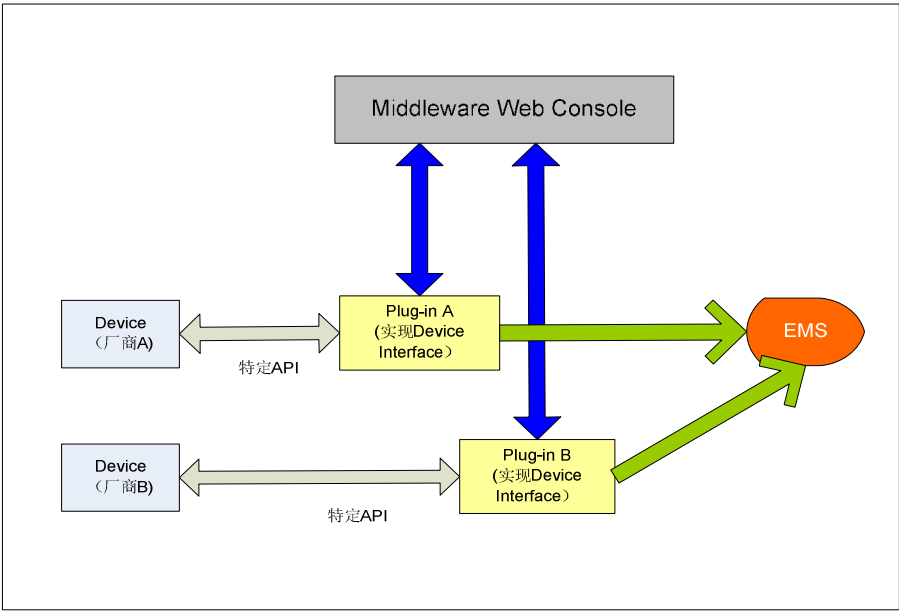 Middleware Web Console
Device
（厂商A)
特定API
Plug-in A
(实现Device
Interface）
EMS
Device
（厂商B)
特定API
Plug-in B
(实现Device
Interface）